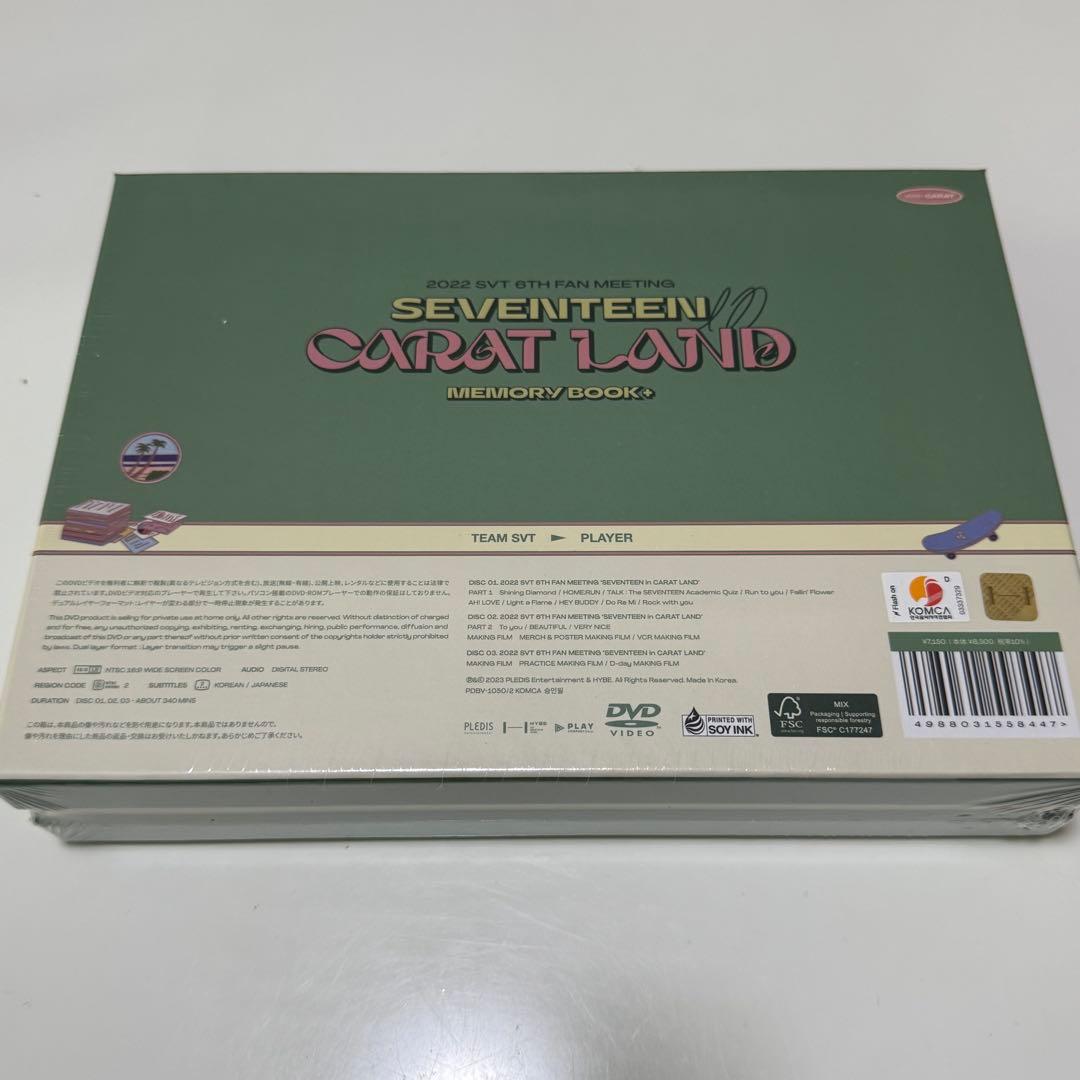 2022 SVT 6TH FAN MEETING
SEVENTEEN
CARAT LAND
MEMORY BOOK+
CARAT
TEAM SVT ► PLAYER
このDVDビデオを権利者に無断で複製(異なるテレビジョン方式を含む)、放送(無線・有線)、公開上映、レンタルなどに使用することは法律で
禁止されています。DVDビデオ対応のプレーヤーで再生して下さい。パソコン搭載のDVD-ROMプレーヤーでの動作の保証はしておりません。
デュアルレイヤーフォーマット:レイヤーが変わる部分で一時停止現象が発生することがあります。
This DVD product is selling for private use at home only. All other rights are reserved. Without distinction of charged
and for free, any unauthorized copying, exhibiting, renting, exchanging, hiring, public performance, diffusion and
broadcast of this DVD or any part thereof without prior written consent of the copyrights holder strictly prohibited
by laws. Dual layer format : Layer transition may trigger a slight pause.
ASPECT 16:9 LB NTSC 16:9 WIDE SCREEN COLOR AUDIO DIGITAL STEREO
REGION CODE 2 SUBTITLES 2 KOREAN / JAPANESE
DURATION DISC 01, 02, 03 - ABOUT 340 MINS
この箱は、本商品の傷や汚れなどを防ぐ用途になります。本商品ではありませんので、
傷や汚れを理由にした商品の返品・交換はお受けいたしかねます。あらかじめご了承ください。
DISC 01. 2022 SVT 6TH FAN MEETING 'SEVENTEEN in CARAT LAND'
PART 1 Shining Diamond / HOMERUN / TALK : The SEVENTEEN Academic Quiz / Run to you / Fallin' Flower
AH! LOVE / Light a Flame / HEY BUDDY / Do Re Mi / Rock with you
DISC 02. 2022 SVT 6TH FAN MEETING 'SEVENTEEN in CARAT LAND'
PART 2 To you / BEAUTIFUL / VERY NICE
MAKING FILM MERCH & POSTER MAKING FILM / VCR MAKING FILM
DISC 03. 2022 SVT 6TH FAN MEETING 'SEVENTEEN in CARAT LAND'
MAKING FILM PRACTICE MAKING FILM / D-day MAKING FILM
℗&© 2023 PLEDIS Entertainment & HYBE. All Rights Reserved. Made in Korea.
PDBV-1050/2 KOMCA 승인필
PLEDIS
PLAY
DVD
VIDEO
PRINTED WITH
SOY INK
FSC
MIX
Packaging | Supporting
responsible forestry
FSC® C177247
Flash on
KOMCA
한국음악저작권협회
D
03337329
¥7,150 ( 本体 ¥6,500 税率10% )
4988031558447>